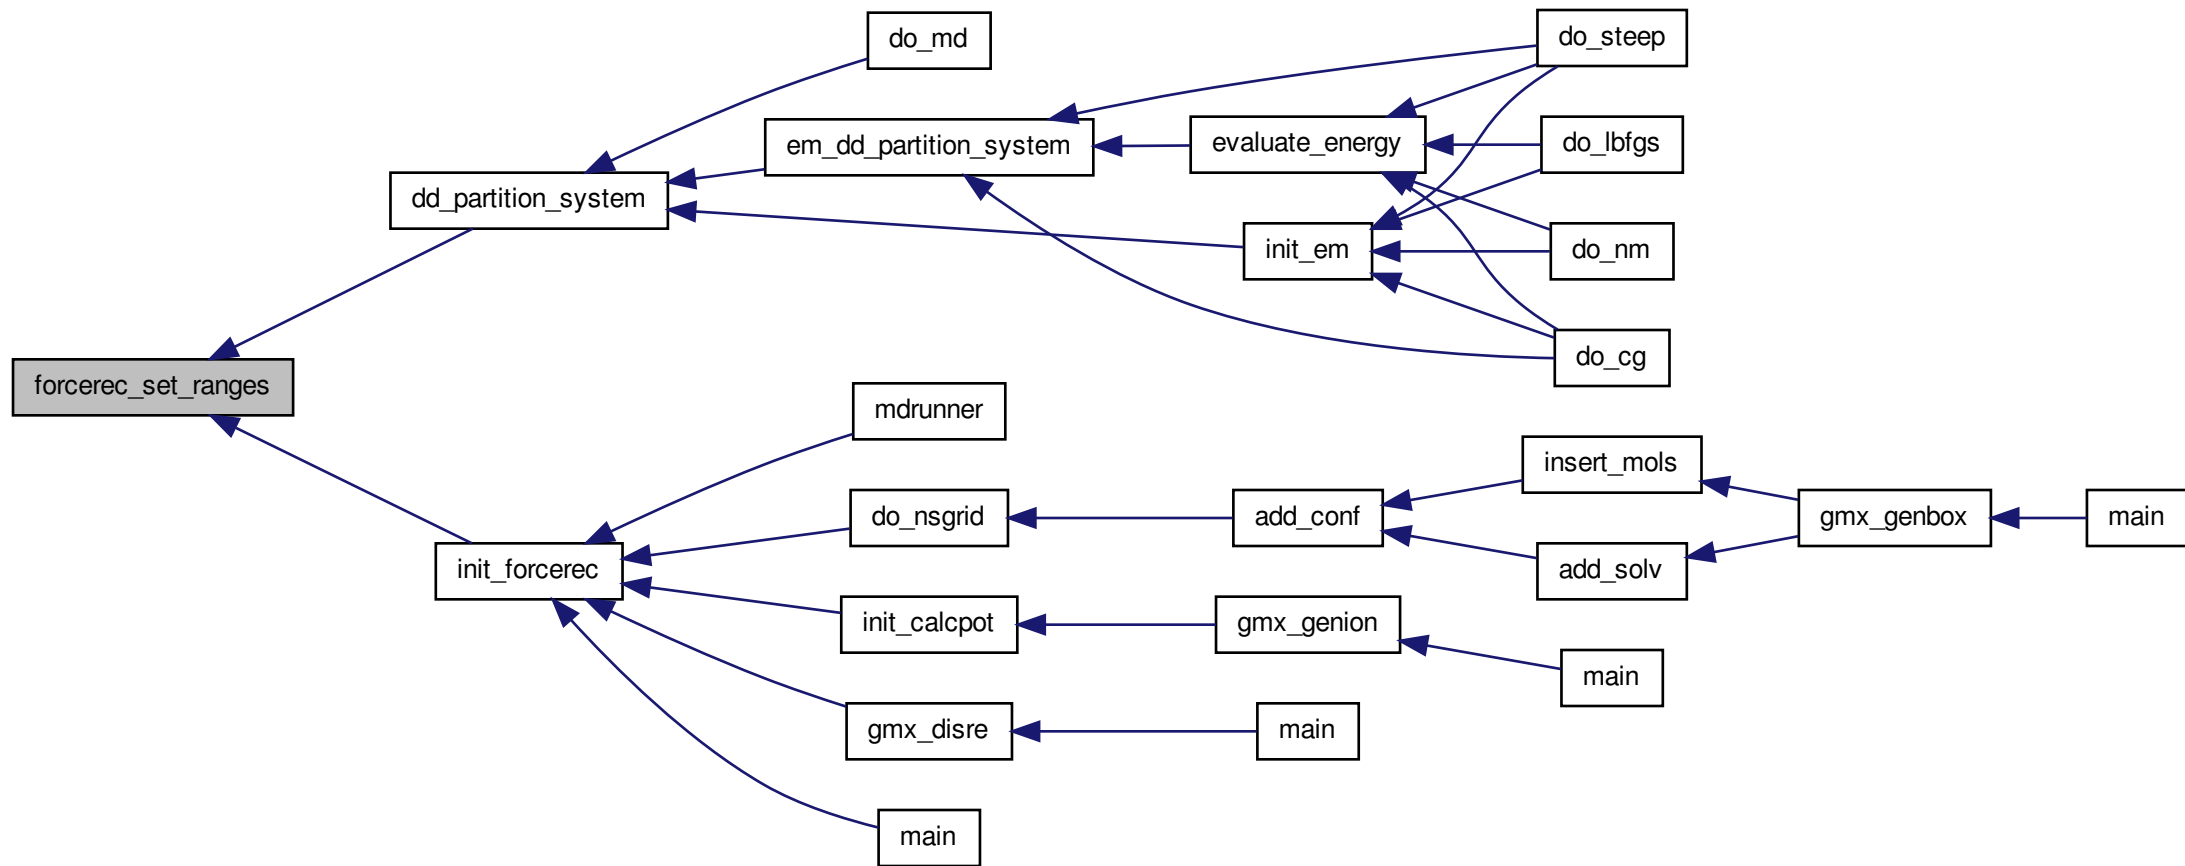 do_md
do_steep
em_dd_partition_system
evaluate_energy
do_lbfgs
dd_partition_system
init_em
do_nm
do_cg
forcerec_set_ranges
mdrunner
insert_mols
do_nsgrid
add_conf
gmx_genbox
main
init_forcerec
add_solv
init_calcpot
gmx_genion
main
gmx_disre
main
main